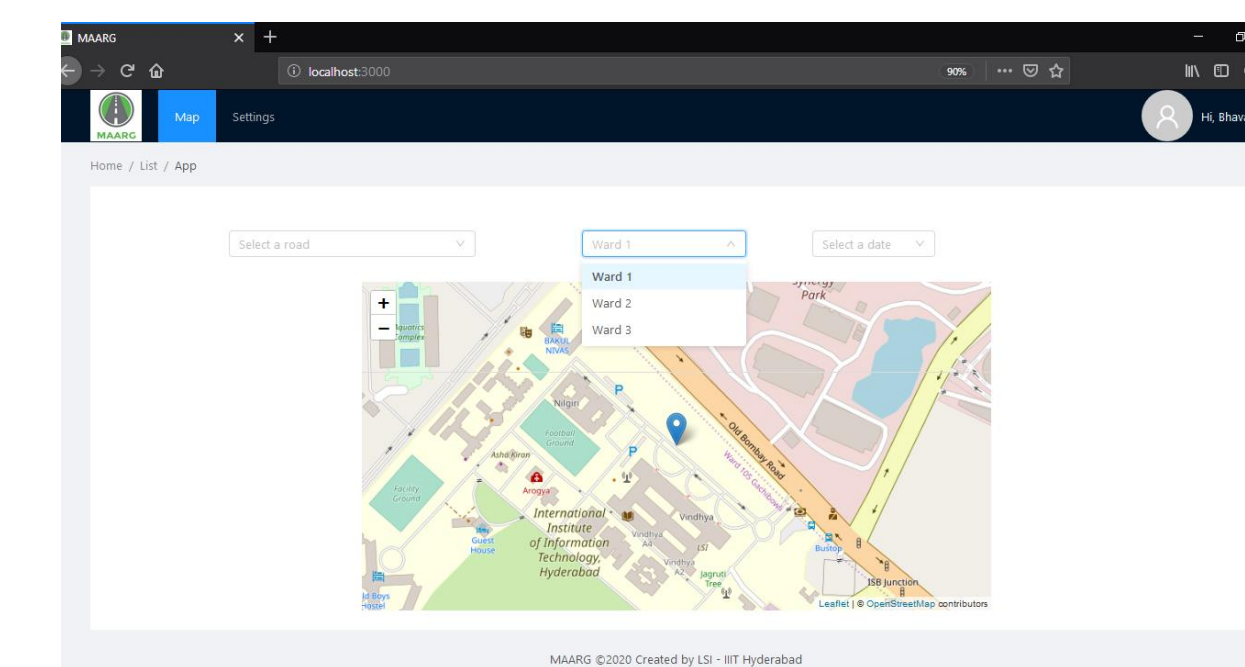 MAARG
localhost:3000
90%
MAARG
Map
Settings
Hi, Bhava
Home / List / App
Select a road
Ward 1
Select a date
Ward 1
Ward 2
Ward 3
Park
Aquatics
Complex
BAKUL
NIVAS
Nilgiri
Football
Ground
P
P
Old Bombay Road
Ward 105 Gachibowli
Asha Kiran
Arogya
Facility
Ground
International
Institute
of Information
Technology,
Hyderabad
Guest
House
Vindhya
Vindhya
A4
LSI
Vindhya
A2
Jagruti
Tree
Bustop
ISB Junction
Old Boys
Hostel
Leaflet | © OpenStreetMap contributors
MAARG ©2020 Created by LSI - IIIT Hyderabad